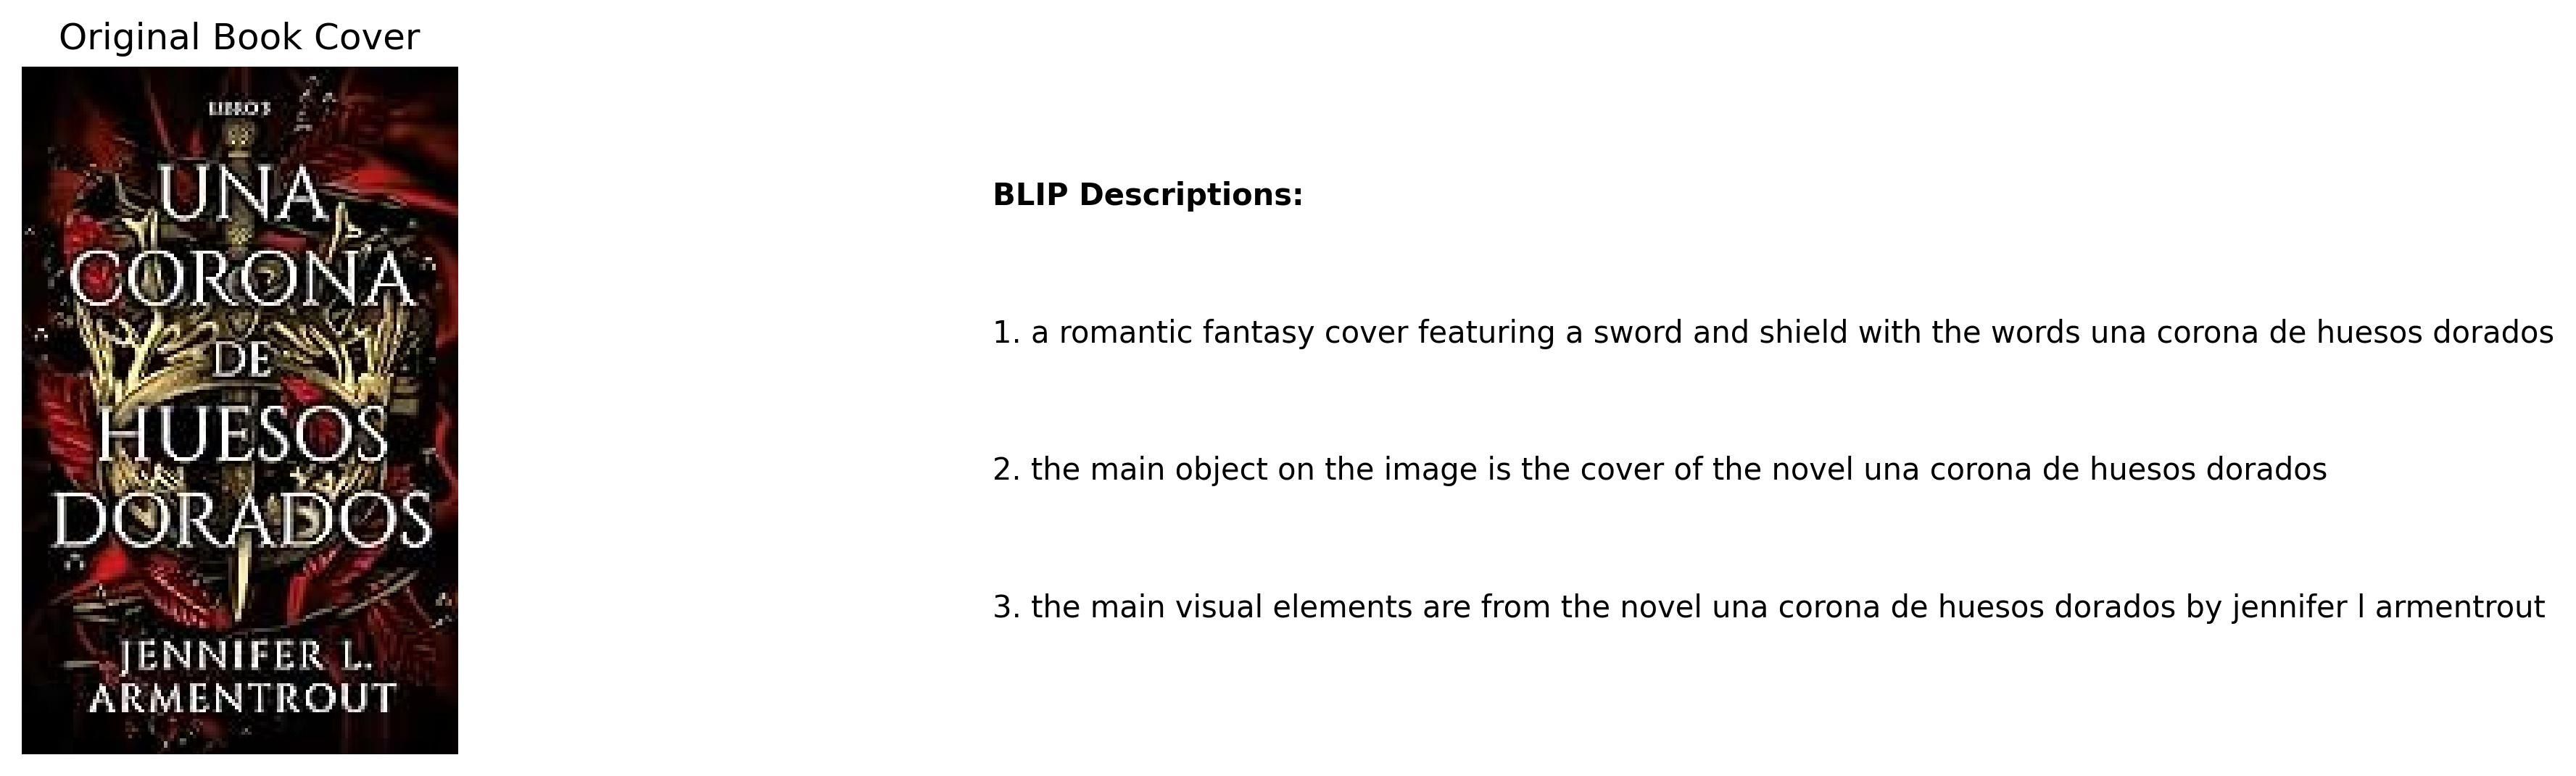 Original Book Cover
LIBRO 3
UNA
CORONA
DE
HUESOS
DORADOS
JENNIFER L.
ARMENTROUT
BLIP Descriptions:
1. a romantic fantasy cover featuring a sword and shield with the words una corona de huesos dorados
2. the main object on the image is the cover of the novel una corona de huesos dorados
3. the main visual elements are from the novel una corona de huesos dorados by jennifer l armentrout